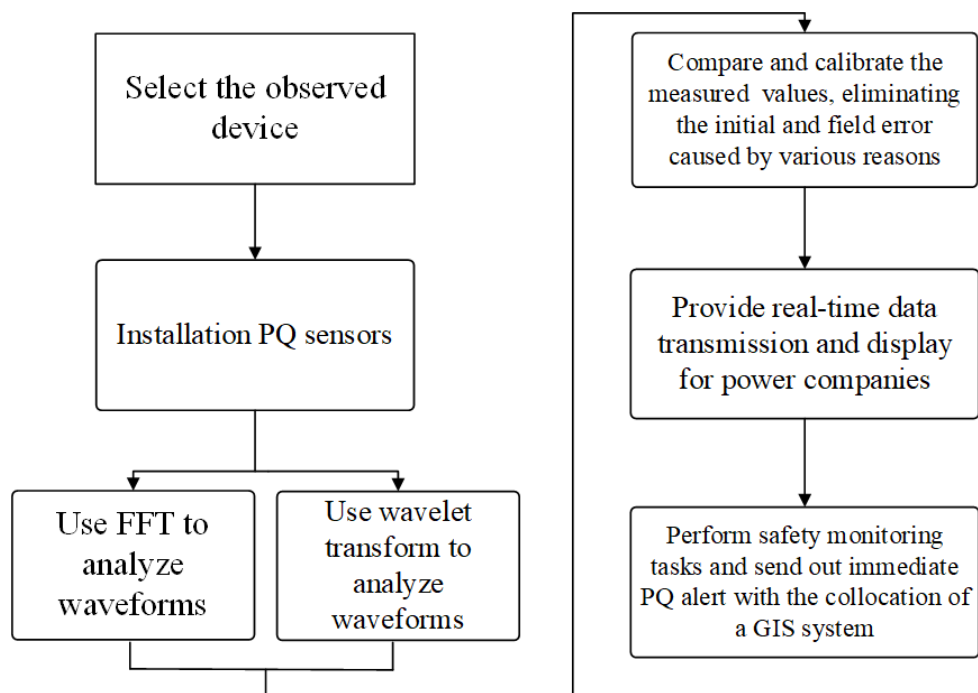 Select the observed
device
Installation PQ sensors
Use FFT to
analyze
waveforms
Use wavelet
transform to
analyze
waveforms
Compare and calibrate the
measured values, eliminating
the initial and field error
caused by various reasons
Provide real-time data
transmission and display
for power companies
Perform safety monitoring
tasks and send out immediate
PQ alert with the collocation of
a GIS system